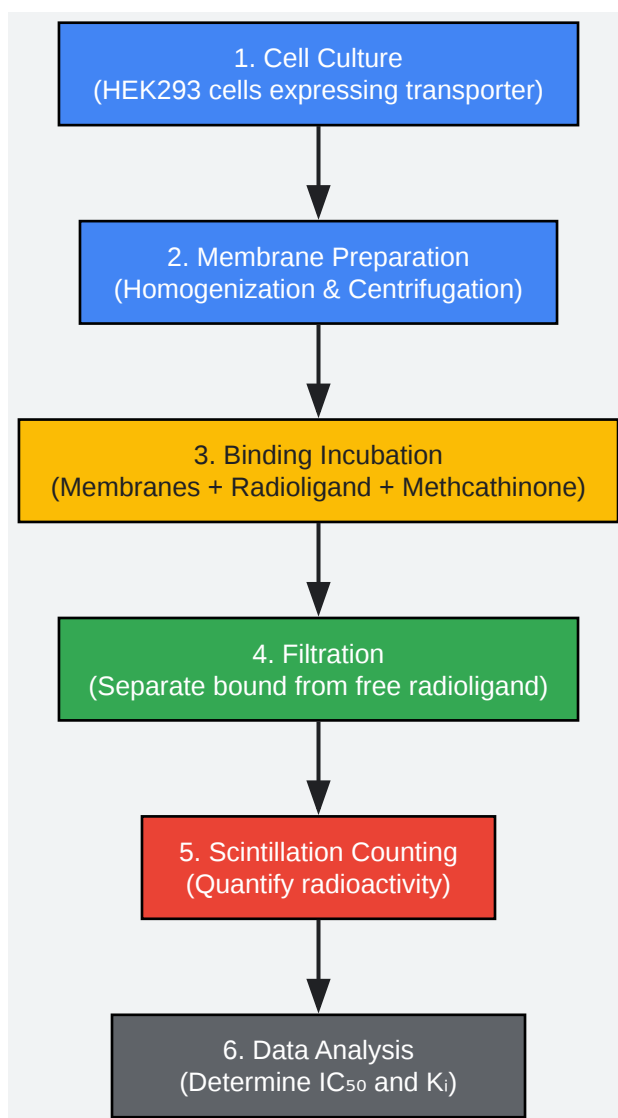 1. Cell Culture
(HEK293 cells expressing transporter)
2. Membrane Preparation
(Homogenization & Centrifugation)
3. Binding Incubation
(Membranes + Radioligand + Methcathinone)
4. Filtration
(Separate bound from free radioligand)
5. Scintillation Counting
(Quantify radioactivity)
6. Data Analysis
(Determine IC₅₀ and Kᵢ)